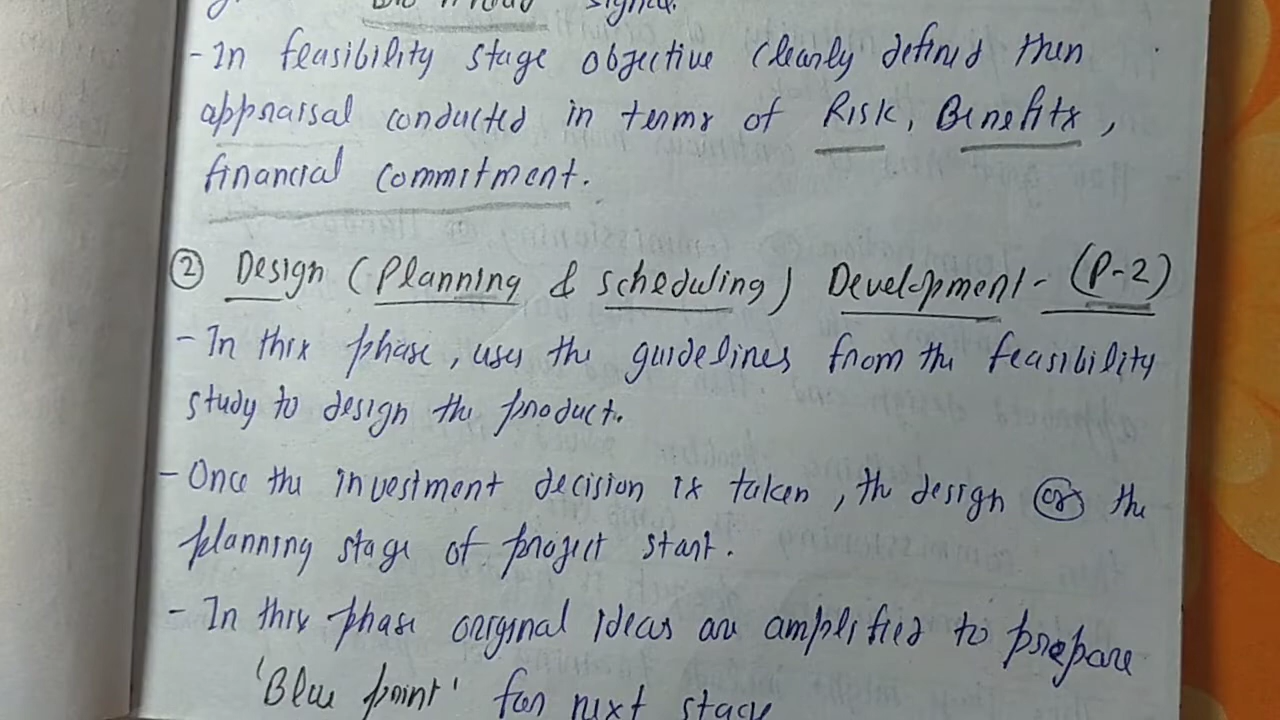 signal.
- In feasibility stage objective clearly defined then
appraisal conducted in terms of Risk, Benefits,
financial commitment.
② Design (Planning & scheduling) Development - (P-2)
- In this phase, uses the guidelines from the feasibility
study to design the product.
- Once the investment decision is taken, th design or the
planning stage of project start.
- In this phase original ideas are amplified to prepare
'Blue print' for next stage